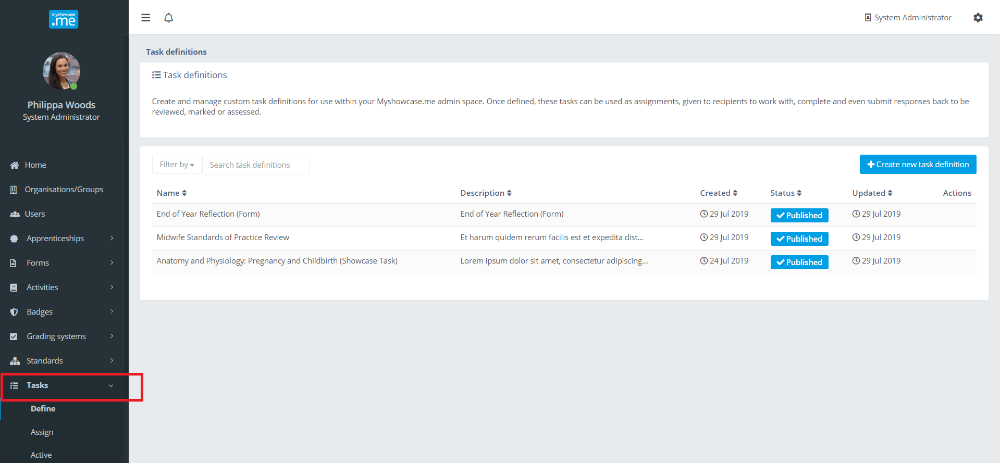 myshowcase
.me
System Administrator
Philippa Woods
System Administrator
Home
Organisations/Groups
Users
Apprenticeships
Forms
Activities
Badges
Grading systems
Standards
Tasks
Define
Assign
Active
Task definitions
Task definitions
Create and manage custom task definitions for use within your Myshowcase.me admin space. Once defined, these tasks can be used as assignments, given to recipients to work with, complete and even submit responses back to be
reviewed, marked or assessed.
Filter by Search task definitions Create new task definition
Name Description Created Status Updated Actions
End of Year Reflection (Form) End of Year Reflection (Form) 29 Jul 2019 Published 29 Jul 2019
Midwife Standards of Practice Review Et harum quidem rerum facilis est et expedita dist... 29 Jul 2019 Published 29 Jul 2019
Anatomy and Physiology: Pregnancy and Childbirth (Showcase Task) Lorem ipsum dolor sit amet, consectetur adipiscing... 24 Jul 2019 Published 29 Jul 2019